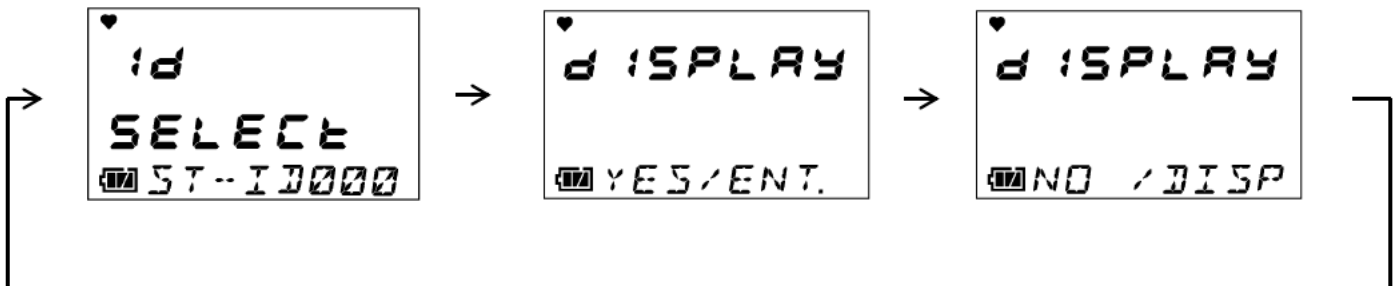 id
SELECt
ST-ID000
dISPLAY
YES/ENT.
dISPLAY
NO /DISP